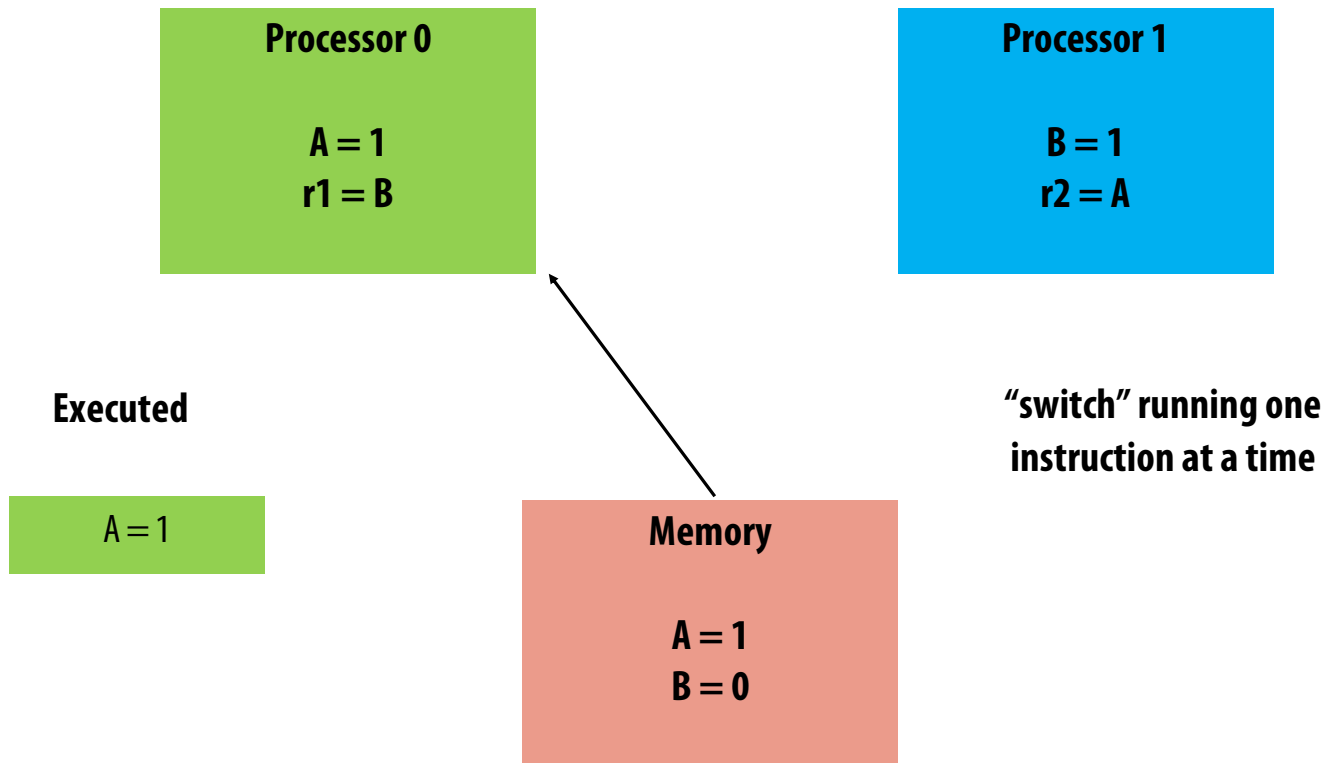 Processor 0
A = 1
r1 = B
Processor 1
B = 1
r2 = A
Executed
A = 1
“switch” running one
instruction at a time
Memory
A = 1
B = 0